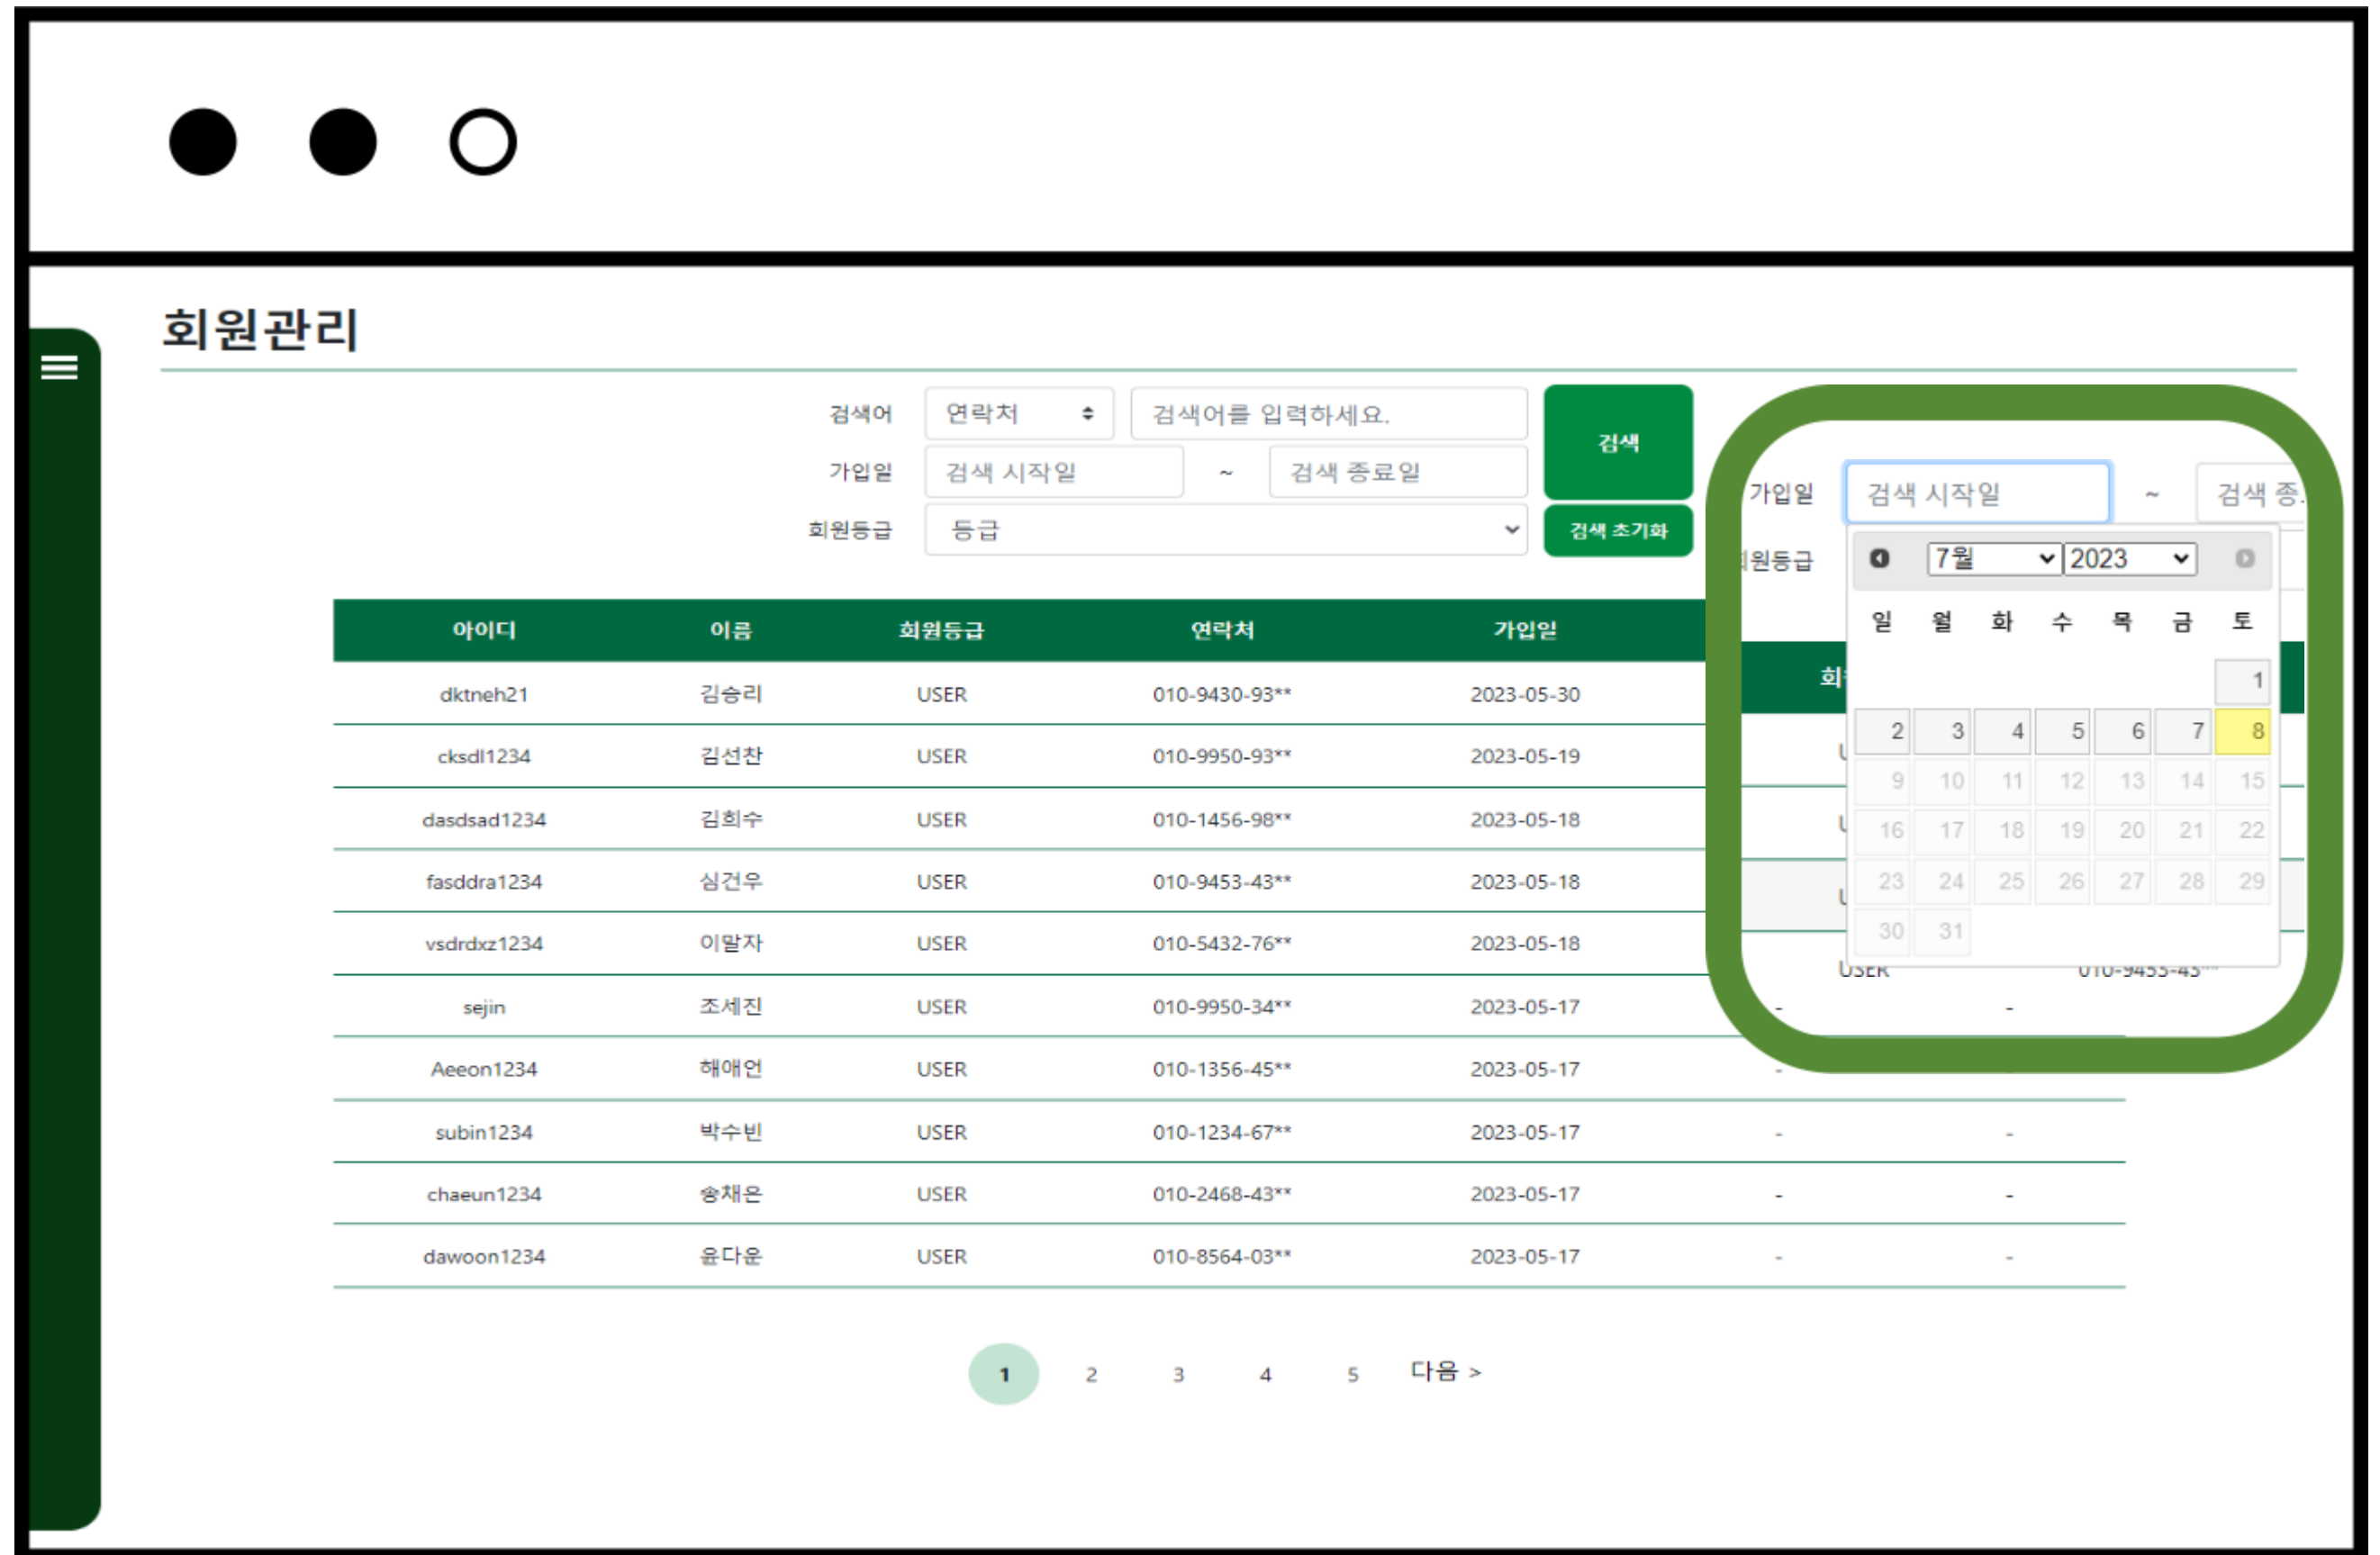 회원관리
검색어 연락처 검색어를 입력하세요. 검색
가입일 검색 시작일 ~ 검색 종료일
회원등급 등급 검색 초기화
아이디 이름 회원등급 연락처 가입일
dktneh21 김승리 USER 010-9430-93** 2023-05-30
cksdl1234 김선찬 USER 010-9950-93** 2023-05-19
dasdsad1234 김희수 USER 010-1456-98** 2023-05-18
fasddra1234 심건우 USER 010-9453-43** 2023-05-18
vsdrdxz1234 이말자 USER 010-5432-76** 2023-05-18
sejin 조세진 USER 010-9950-34** 2023-05-17 - -
Aeeon1234 해애언 USER 010-1356-45** 2023-05-17 -
subin1234 박수빈 USER 010-1234-67** 2023-05-17 - -
chaeun1234 송채은 USER 010-2468-43** 2023-05-17 - -
dawoon1234 윤다운 USER 010-8564-03** 2023-05-17 - -
1 2 3 4 5 다음 >
가입일 검색 시작일 ~ 검색
원등급 7월 2023
일 월 화 수 목 금 토
1
2 3 4 5 6 7 8
9 10 11 12 13 14 15
16 17 18 19 20 21 22
23 24 25 26 27 28 29
30 31
USER 010-9453-43**